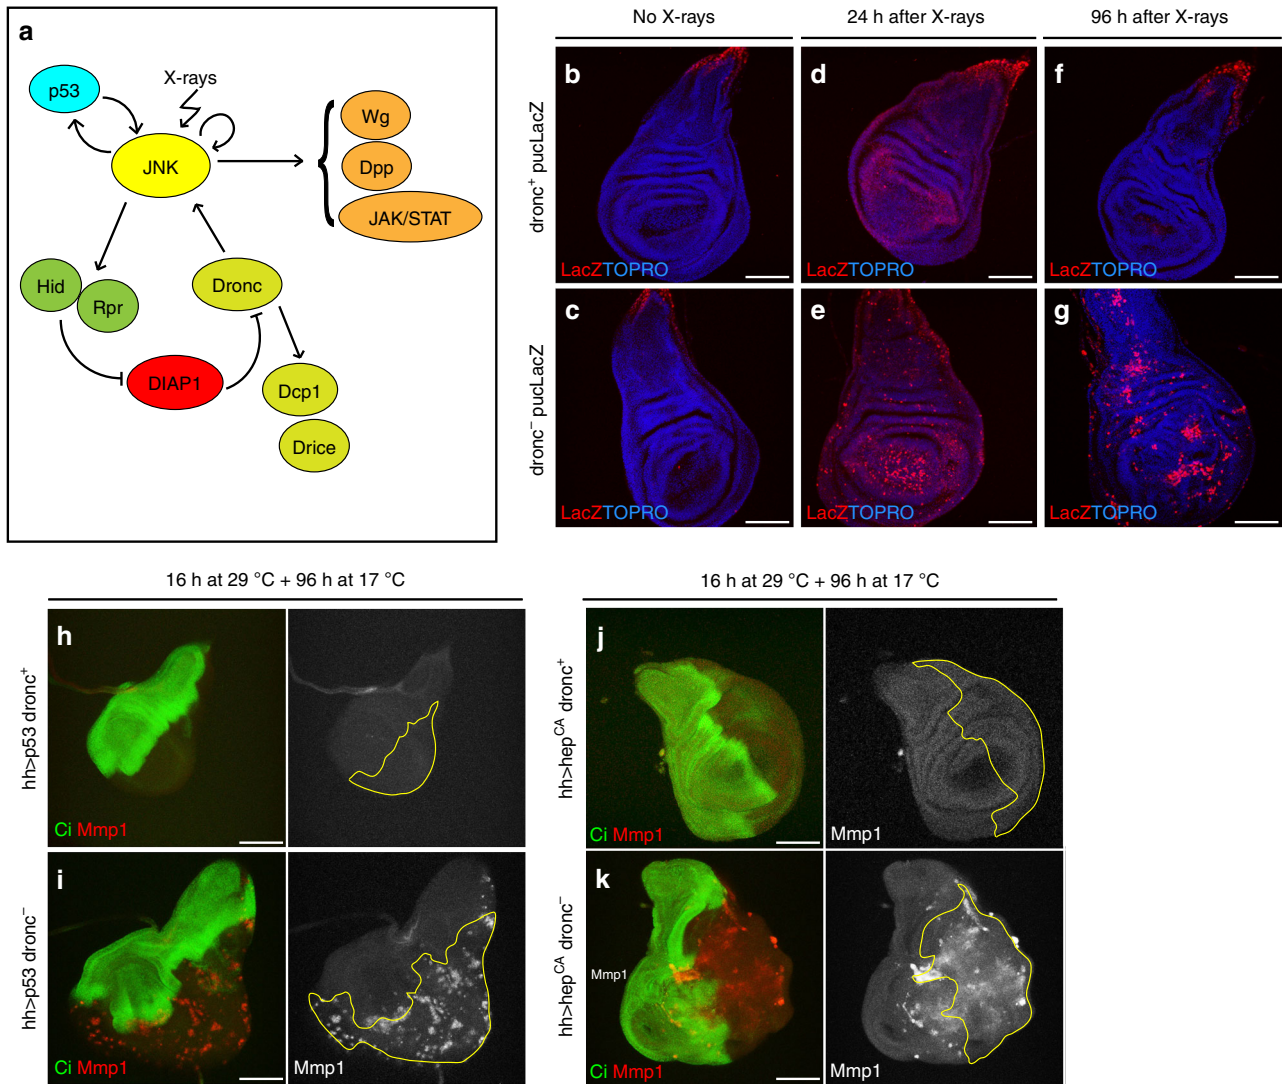 a
p53
X-rays
JNK
Wg
Dpp
JAK/STAT
Hid
Rpr
Dronc
DIAP1
Dcp1
Drice
No X-rays
24 h after X-rays
96 h after X-rays
dronc⁺ pucLacZ
b
LacZTOPRO
d
LacZTOPRO
f
LacZTOPRO
dronc⁻ pucLacZ
c
LacZTOPRO
e
LacZTOPRO
g
LacZTOPRO
16 h at 29 °C + 96 h at 17 °C
hh>p53 dronc⁺
h
Ci Mmp1
hh>p53 dronc⁻
i
Ci Mmp1
Mmp1
16 h at 29 °C + 96 h at 17 °C
hh>hepᶜᴬ dronc⁺
j
Ci Mmp1
Mmp1
hh>hepᶜᴬ dronc⁻
k
Mmp1
Ci Mmp1
Mmp1